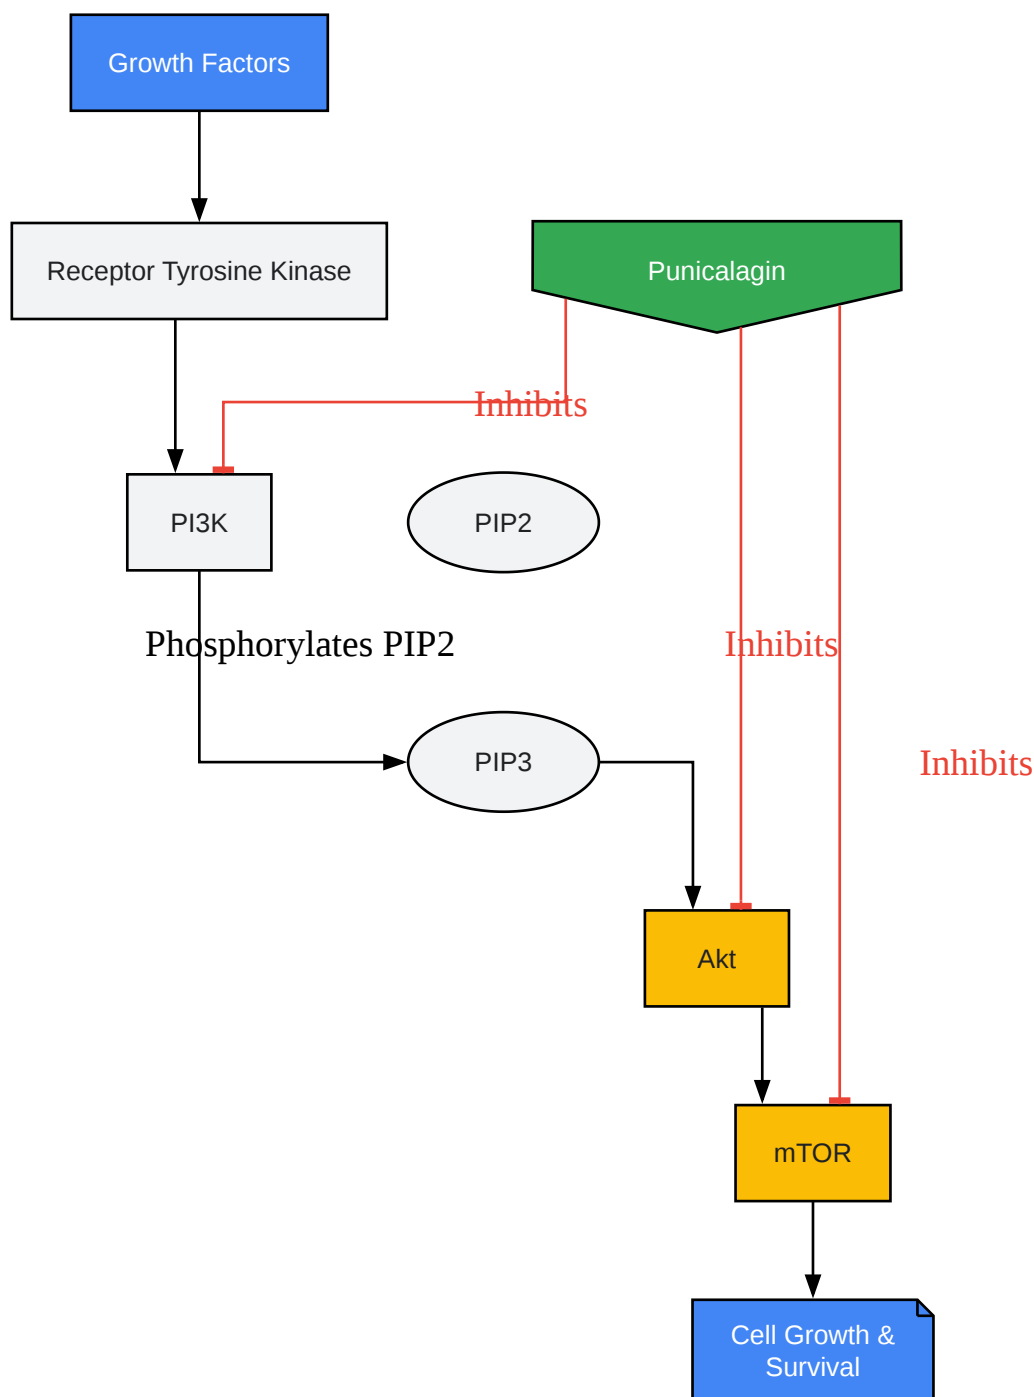 Growth Factors
Receptor Tyrosine Kinase
Punicalagin
Inhibits
PI3K
PIP2
Phosphorylates PIP2
Inhibits
PIP3
Inhibits
Akt
mTOR
Cell Growth &
Survival